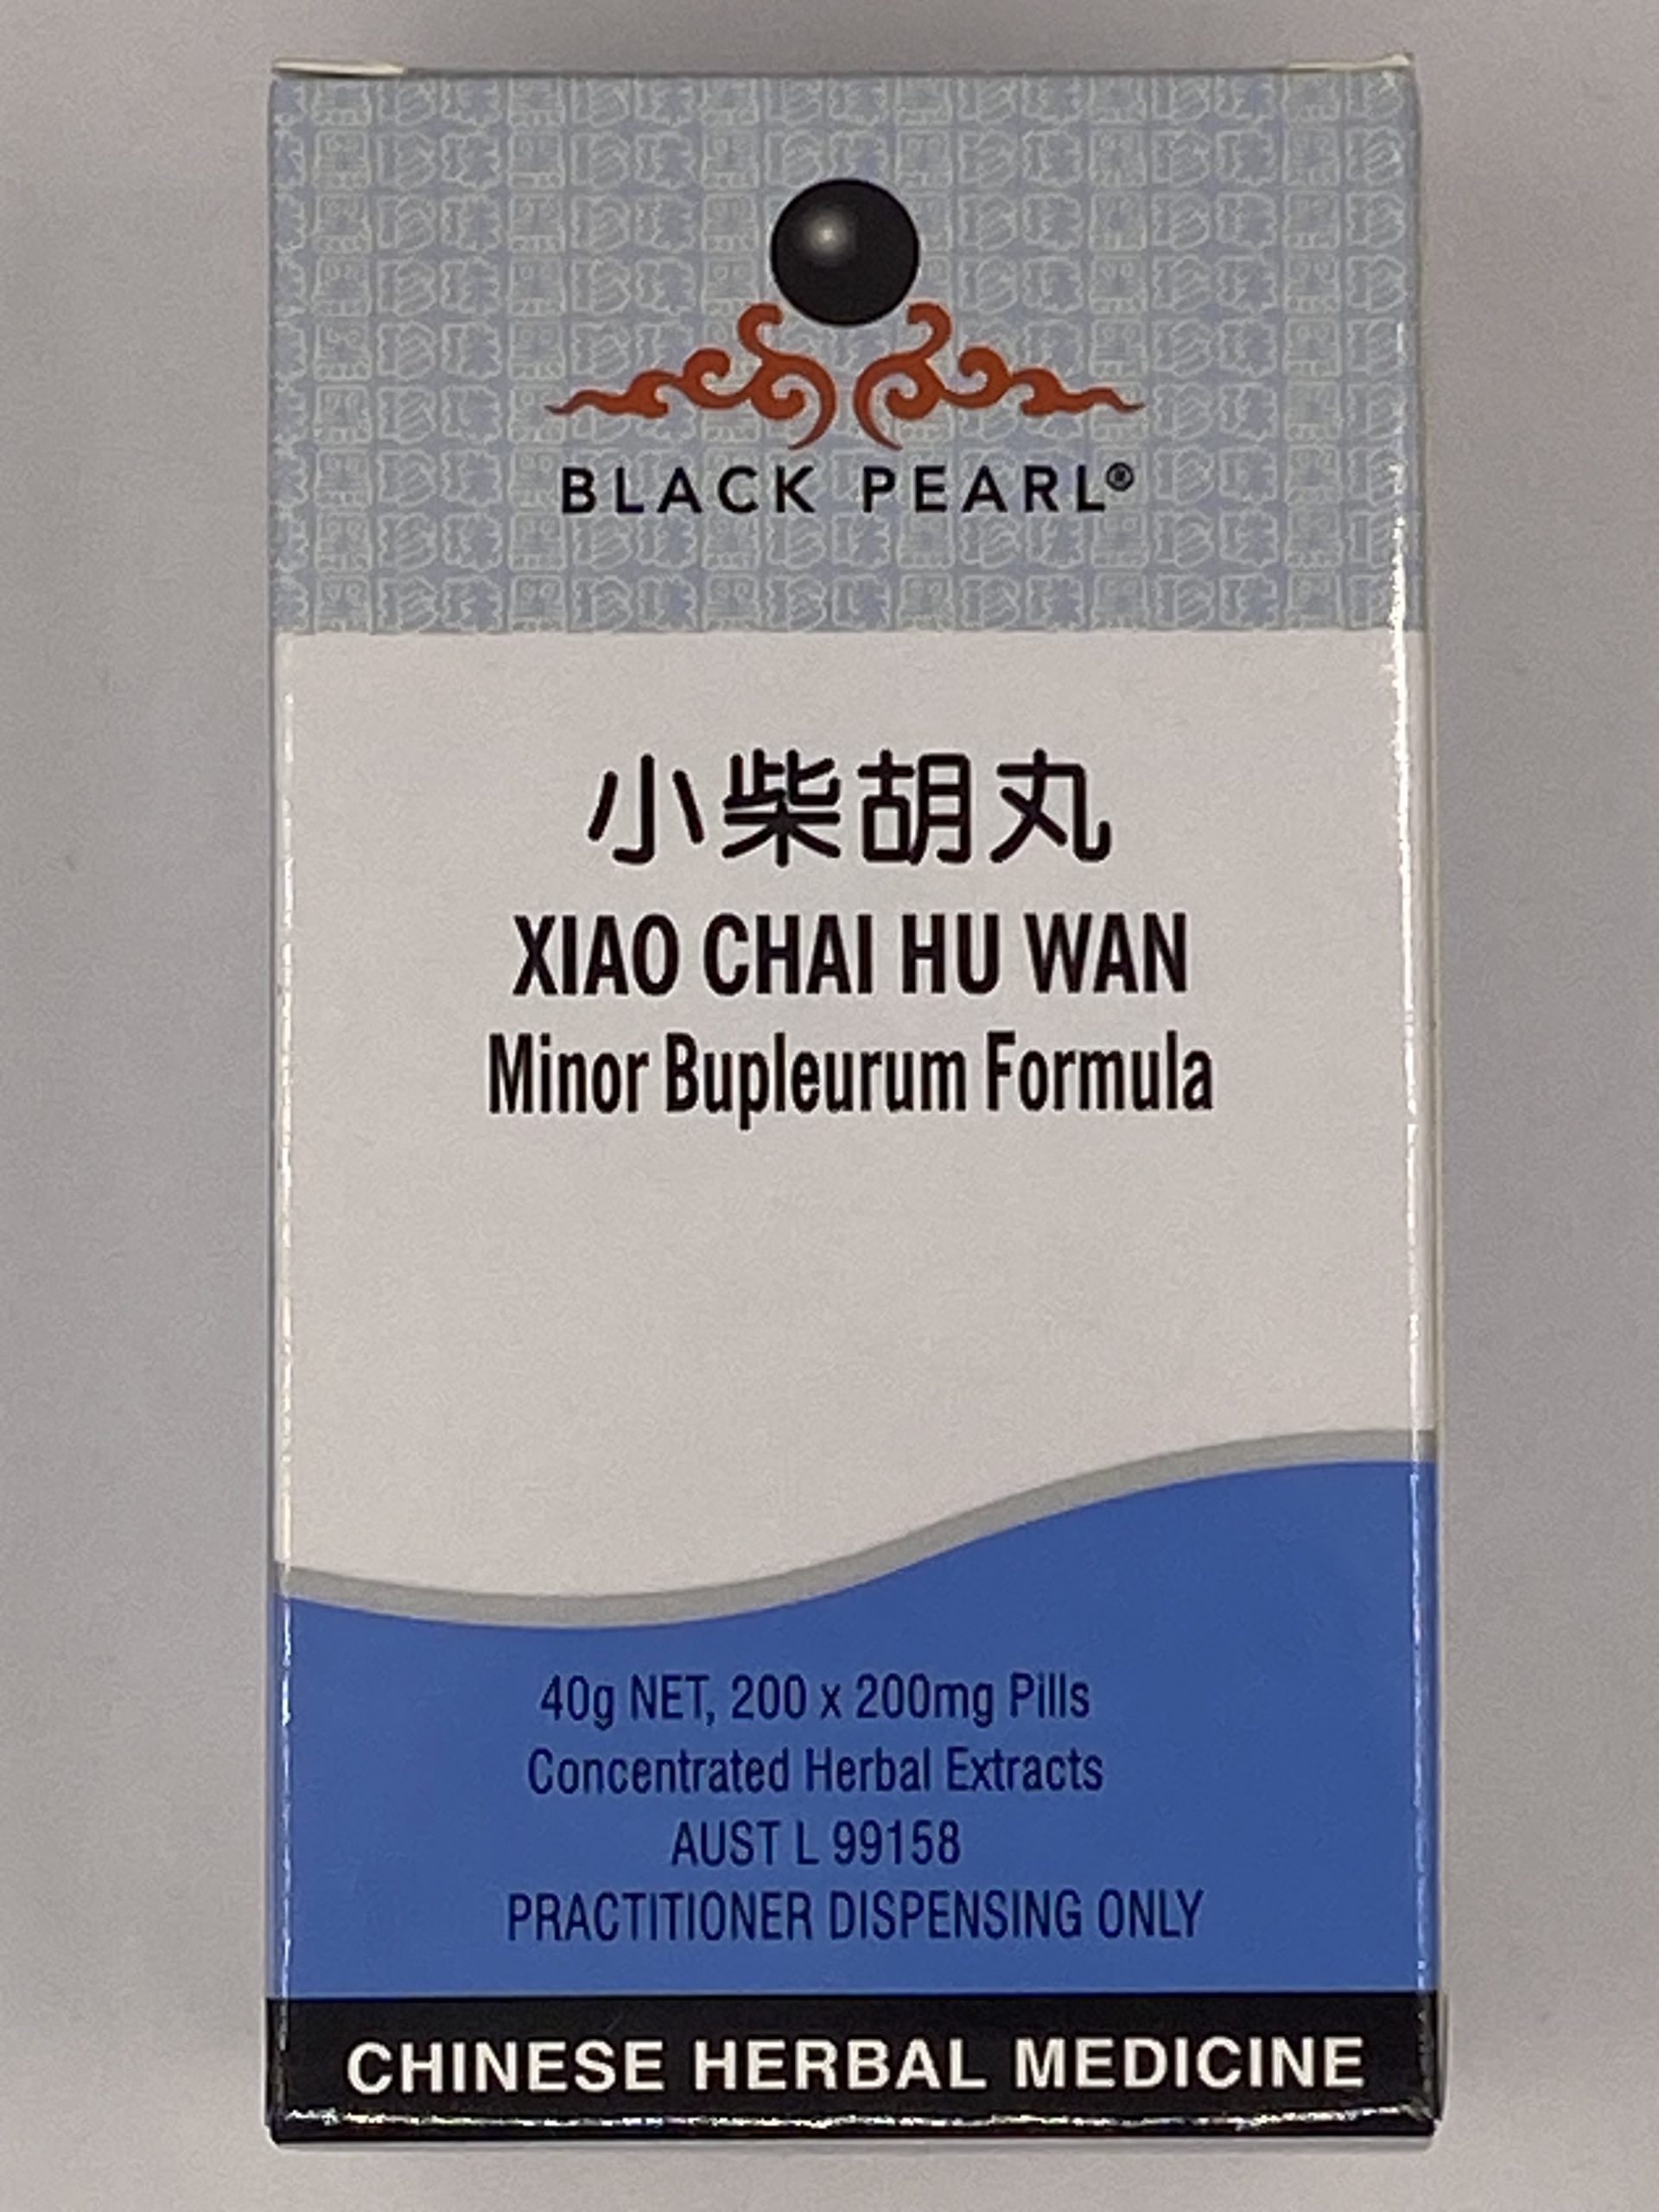 BLACK PEARL®
小柴胡丸
XIAO CHAI HU WAN
Minor Bupleurum Formula
40g NET, 200 x 200mg Pills
Concentrated Herbal Extracts
AUST L 99158
PRACTITIONER DISPENSING ONLY
CHINESE HERBAL MEDICINE